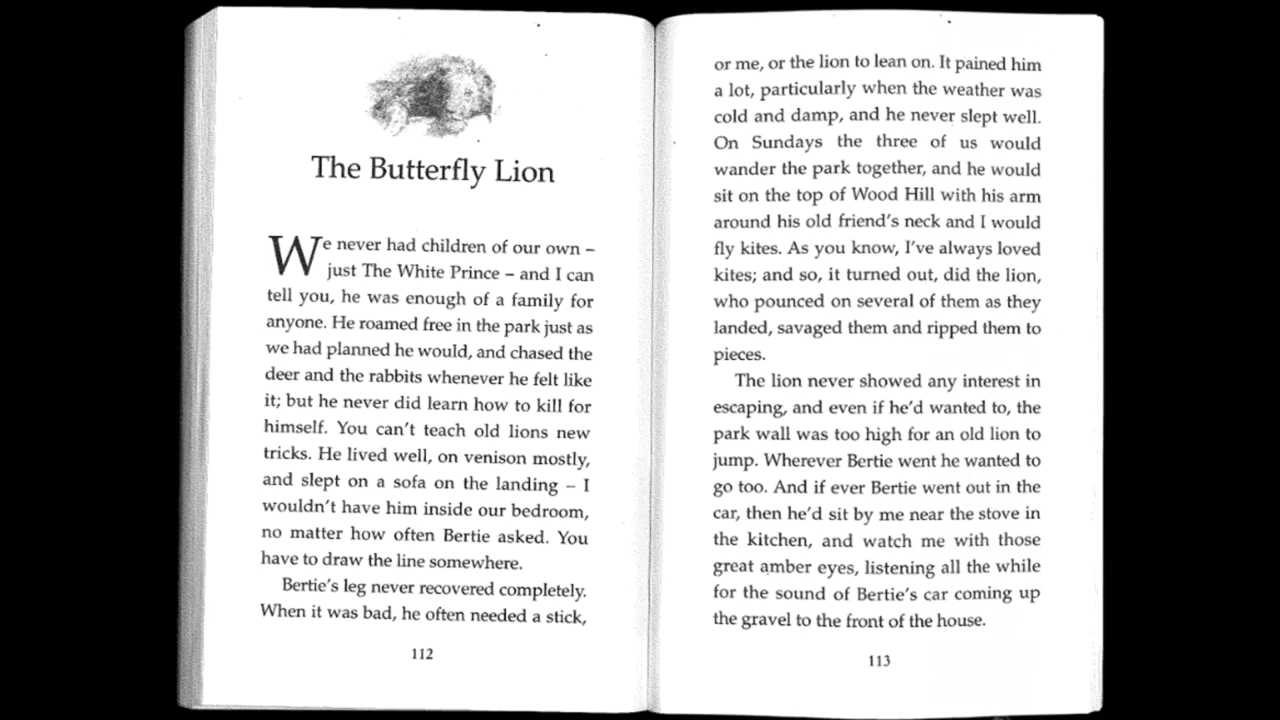 The Butterfly Lion
We never had children of our own –
just The White Prince – and I can
tell you, he was enough of a family for
anyone. He roamed free in the park just as
we had planned he would, and chased the
deer and the rabbits whenever he felt like
it; but he never did learn how to kill for
himself. You can't teach old lions new
tricks. He lived well, on venison mostly,
and slept on a sofa on the landing – I
wouldn't have him inside our bedroom,
no matter how often Bertie asked. You
have to draw the line somewhere.
Bertie's leg never recovered completely.
When it was bad, he often needed a stick,
112
or me, or the lion to lean on. It pained him
a lot, particularly when the weather was
cold and damp, and he never slept well.
On Sundays the three of us would
wander the park together, and he would
sit on the top of Wood Hill with his arm
around his old friend's neck and I would
fly kites. As you know, I've always loved
kites; and so, it turned out, did the lion,
who pounced on several of them as they
landed, savaged them and ripped them to
pieces.
The lion never showed any interest in
escaping, and even if he'd wanted to, the
park wall was too high for an old lion to
jump. Wherever Bertie went he wanted to
go too. And if ever Bertie went out in the
car, then he'd sit by me near the stove in
the kitchen, and watch me with those
great amber eyes, listening all the while
for the sound of Bertie's car coming up
the gravel to the front of the house.
113